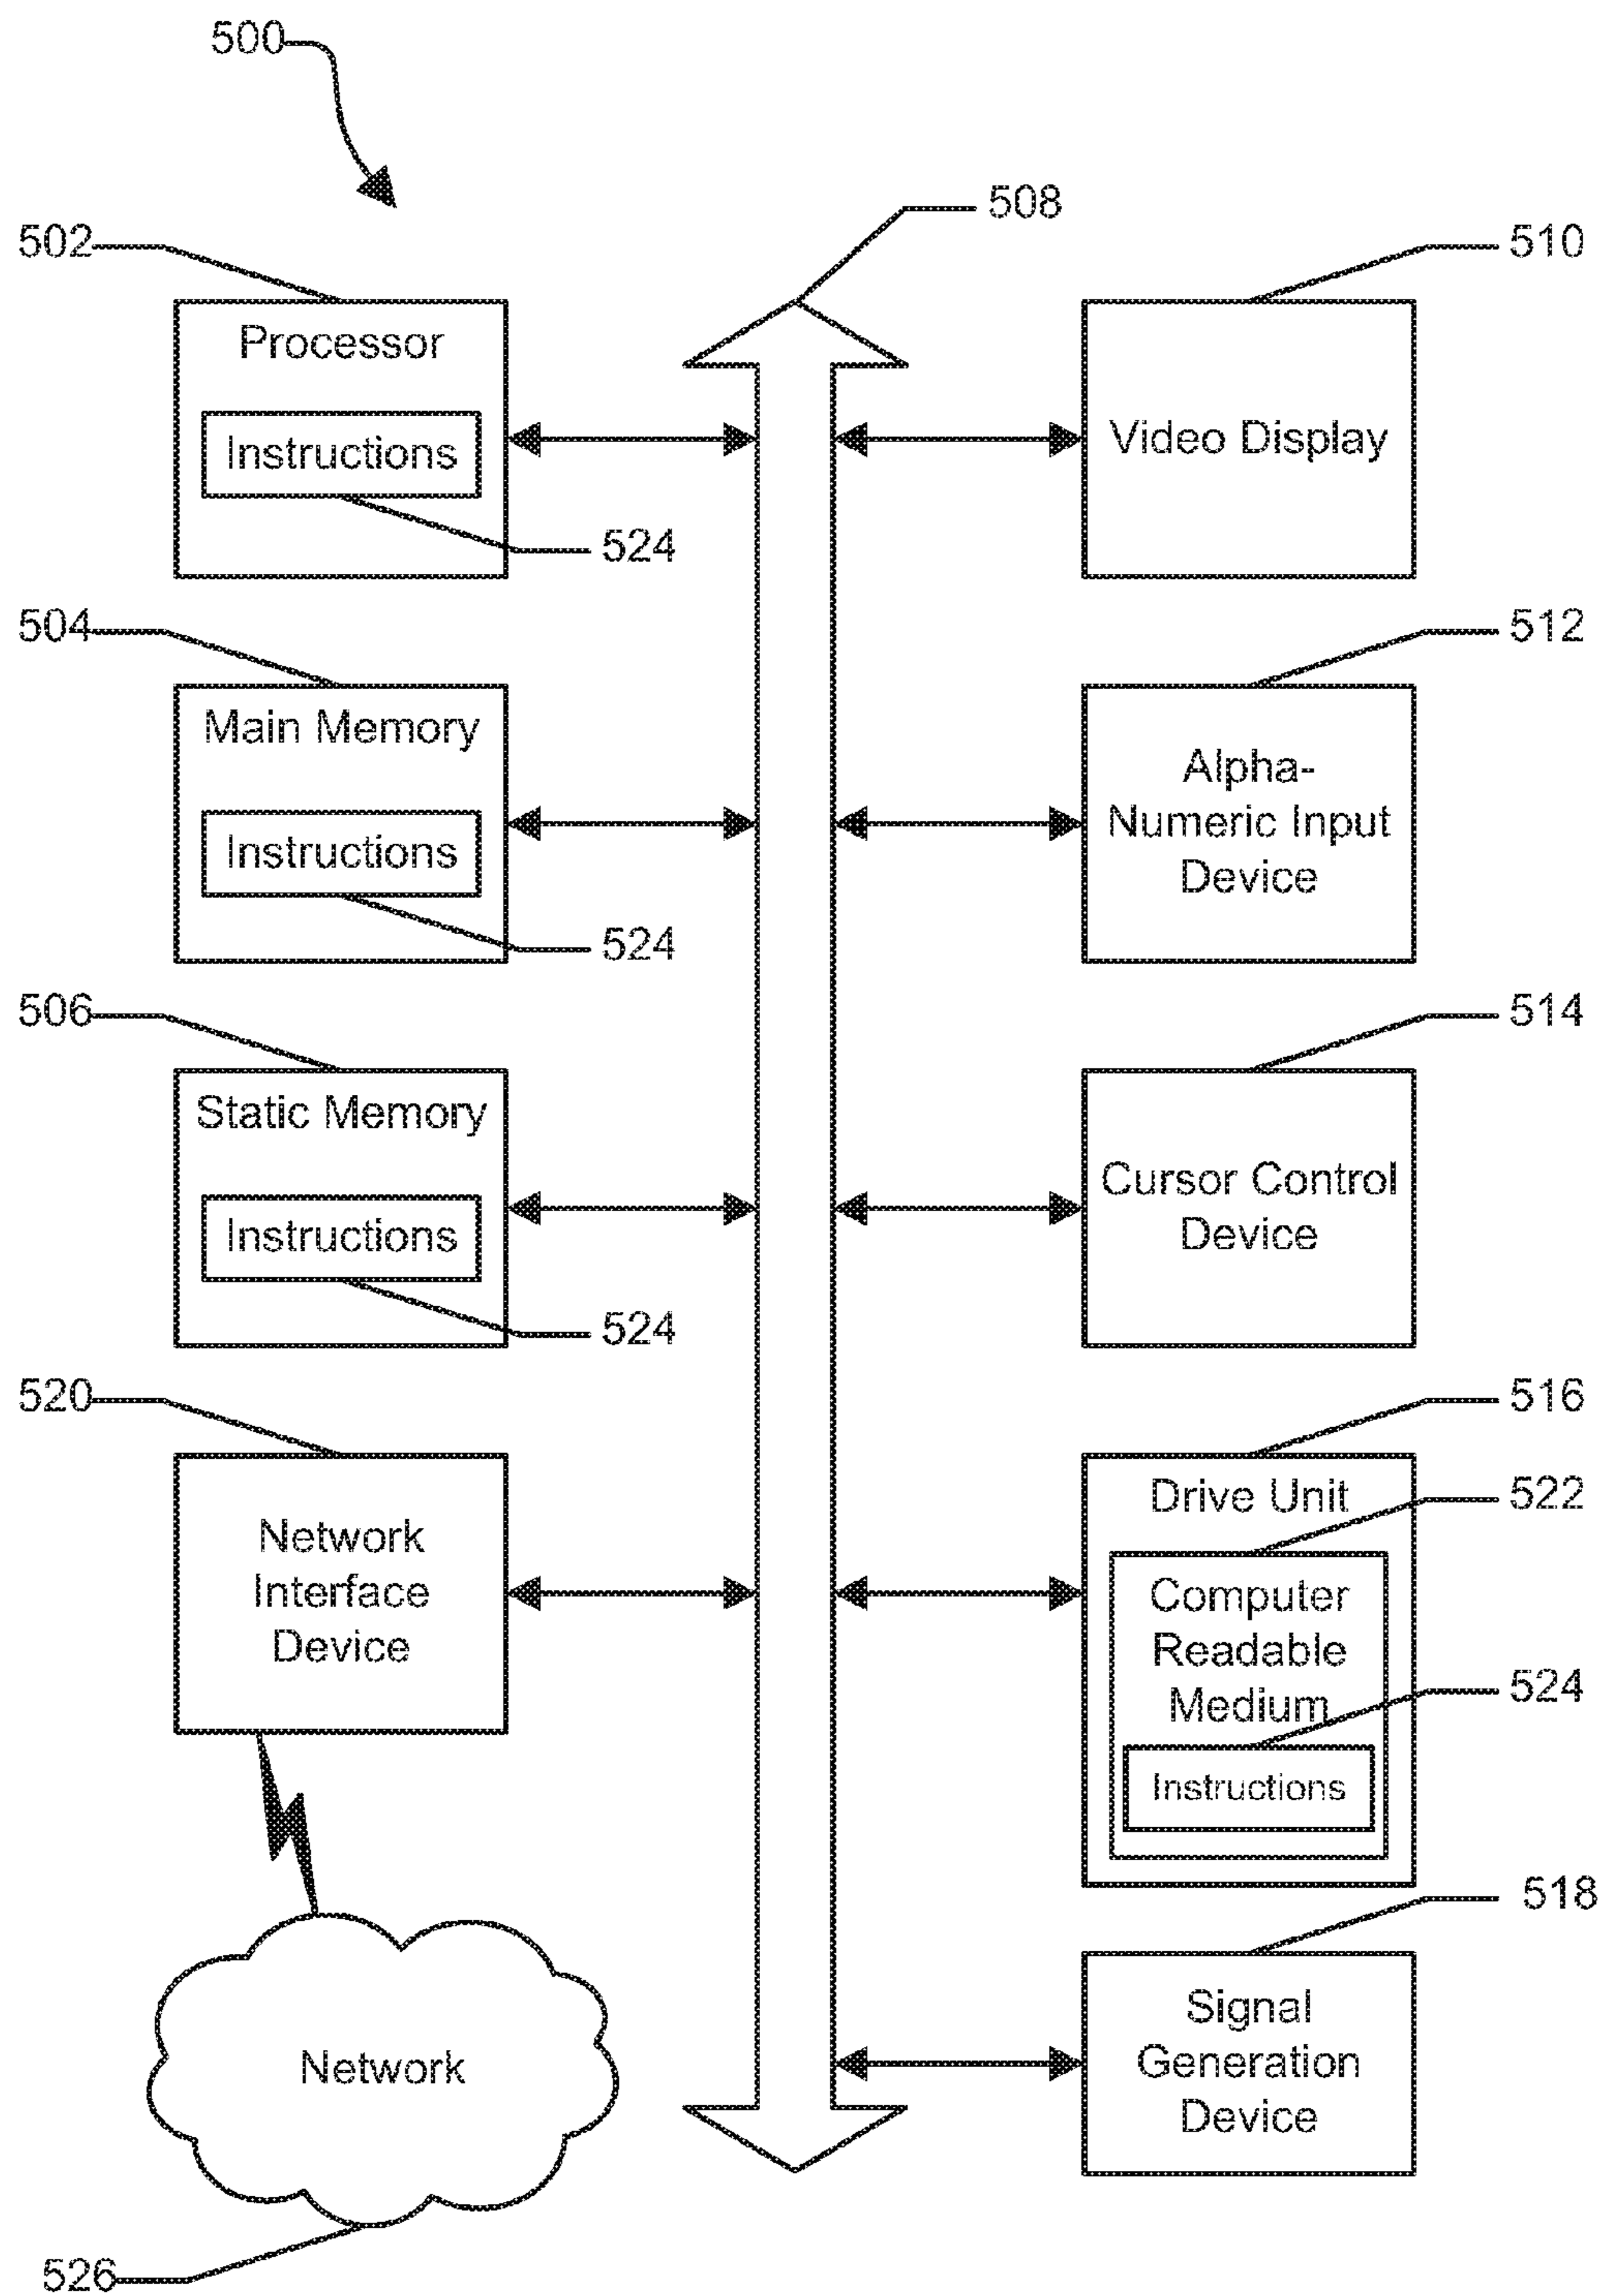 500
508
502
510
Processor
Instructions
Video Display
524
504
512
Main Memory
Instructions
Alpha-
Numeric Input
Device
524
506
514
Static Memory
Instructions
Cursor Control
Device
524
520
516
Network
Interface
Device
Drive Unit
522
Computer
Readable
Medium
524
Instructions
518
Signal
Generation
Device
Network
526